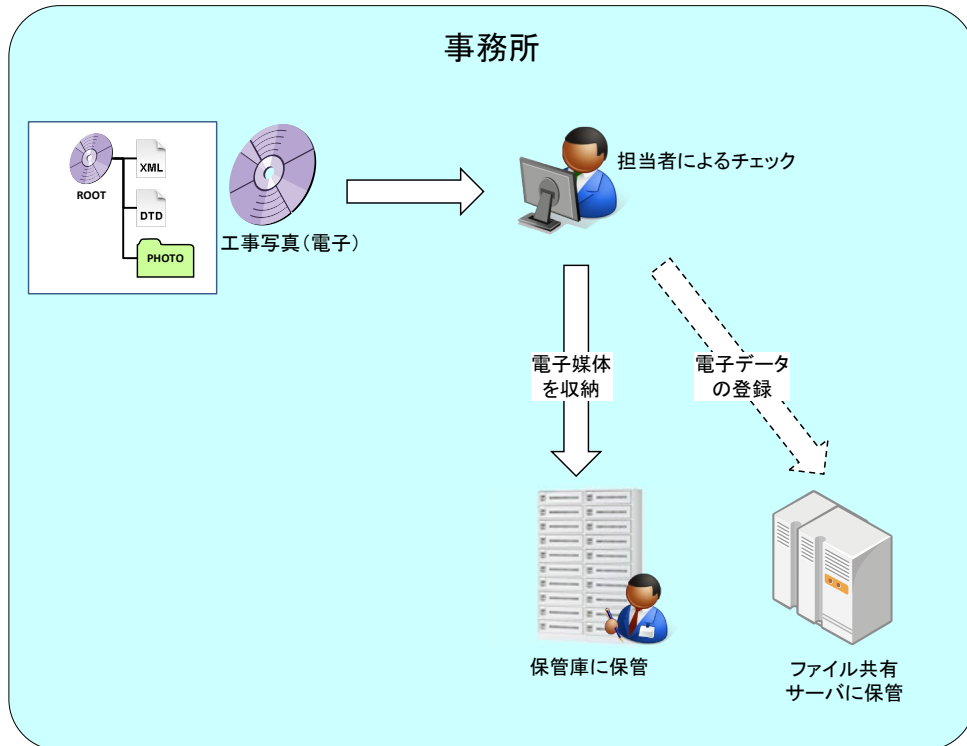 事務所
XML
ROOT
DTD
PHOTO
工事写真(電子)
担当者によるチェック
電子媒体
を収納
電子データ
の登録
保管庫に保管
ファイル共有
サーバに保管